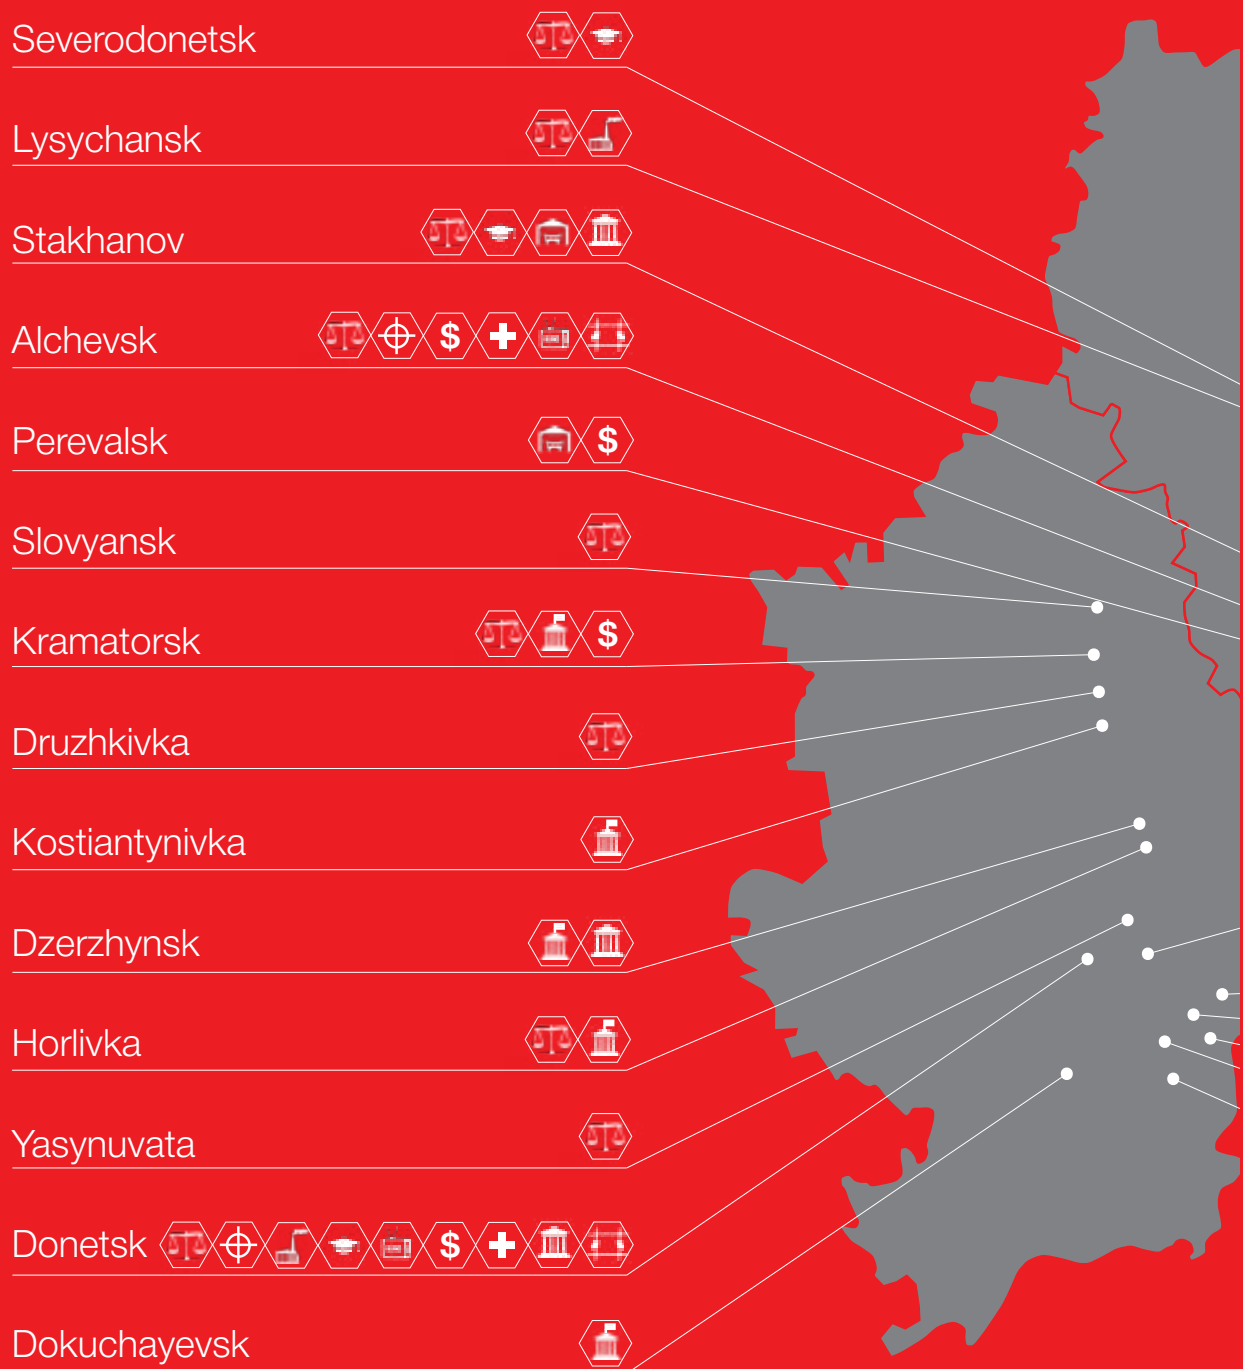 Severodonetsk
Lysychansk
Stakhanov
Alchevsk $
Perevalsk $
Slovyansk
Kramatorsk $
Druzhkivka
Kostiantynivka
Dzerzhynsk
Horlivka
Yasynuvata
Donetsk $
Dokuchayevsk